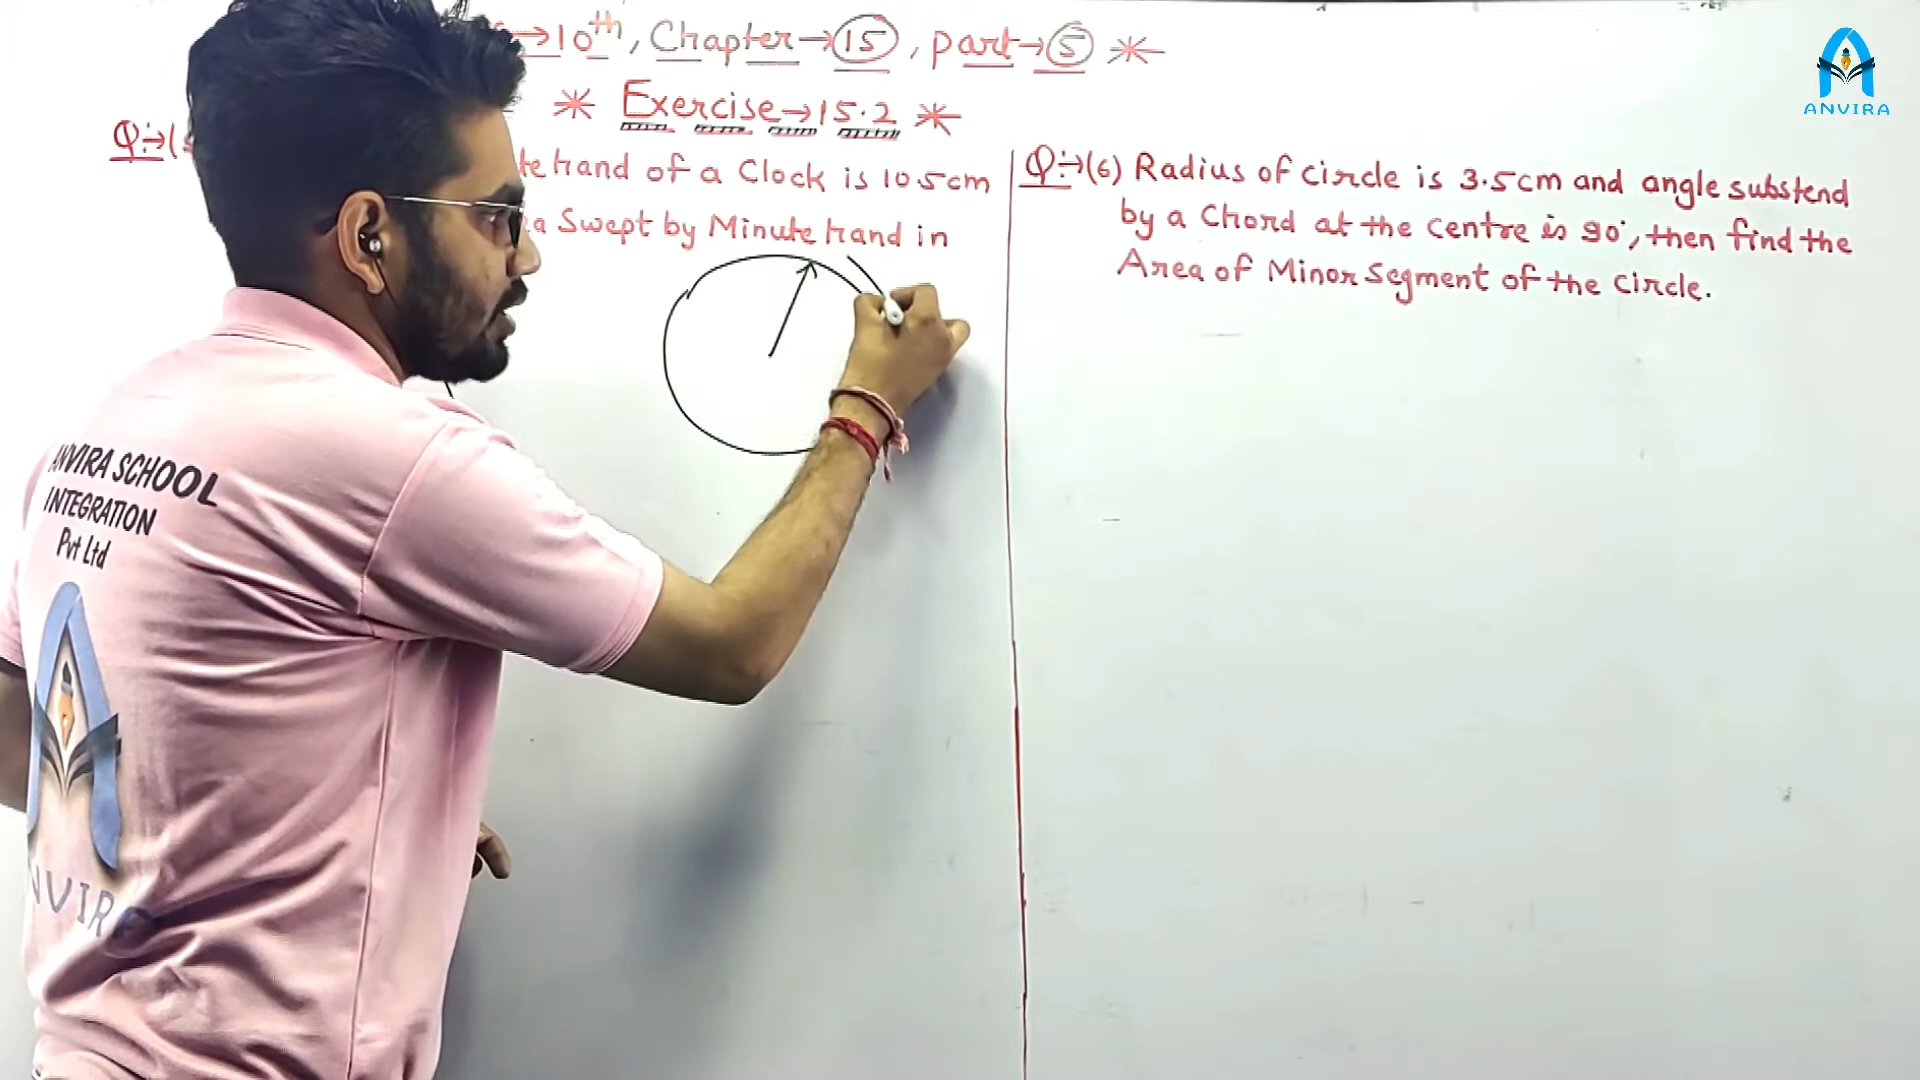 →10th, Chapter→15, part→5 *
* Exercise→15.2 *
Q:→(
hand of a Clock is 10.5cm
Swept by Minute hand in
Q:→(6) Radius of circle is 3.5cm and angle substend
by a Chord at the centre is 90°, then find the
Area of Minor Segment of the circle.
ANVIRA
ANVIRA SCHOOL
INTEGRATION
Pvt Ltd